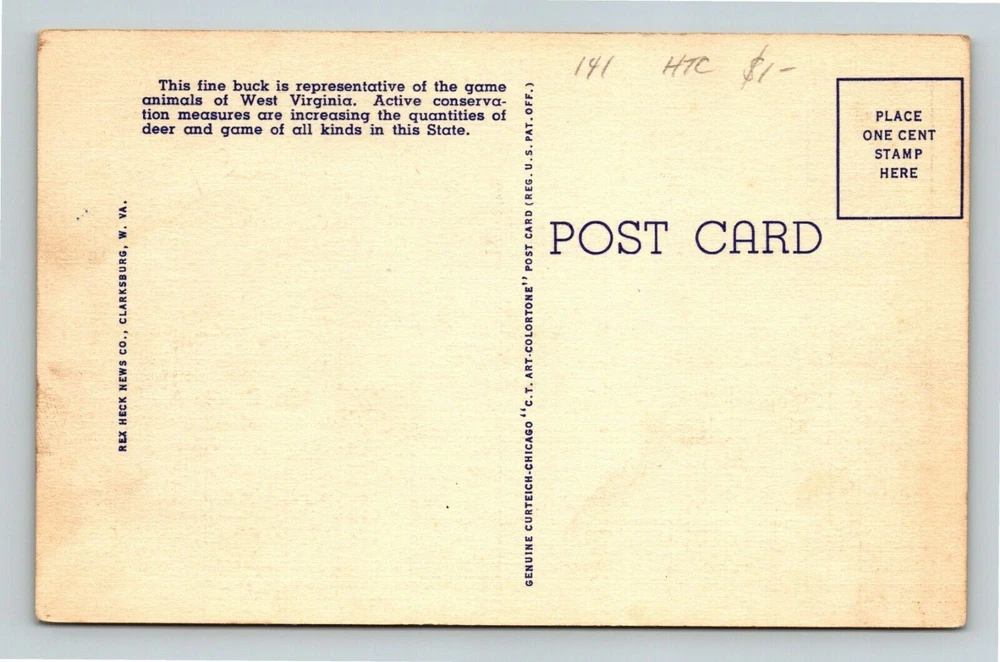 This fine buck is representative of the game
animals of West Virginia. Active conserva-
tion measures are increasing the quantities of
deer and game of all kinds in this State.
REX HECK NEWS CO., CLARKSBURG, W. VA.
GENUINE CURTEICH-CHICAGO "C.T. ART-COLORTONE" POST CARD (REG. U.S. PAT. OFF.)
141 HTC $1-
PLACE
ONE CENT
STAMP
HERE
POST CARD